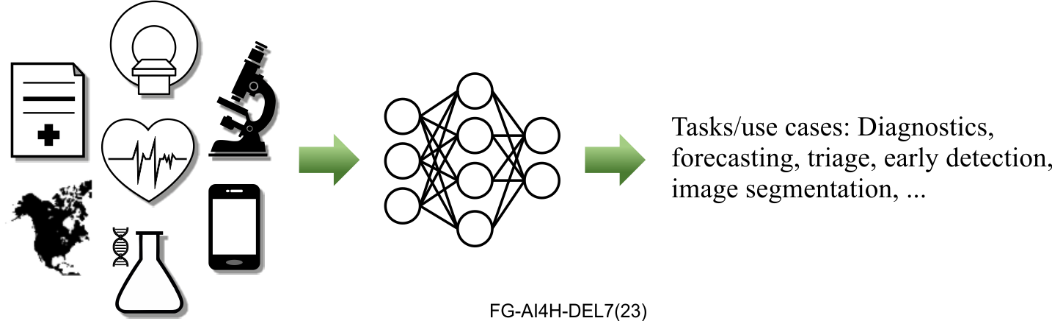 Tasks/use cases: Diagnostics,
forecasting, triage, early detection,
image segmentation, ...
FG-AI4H-DEL7(23)